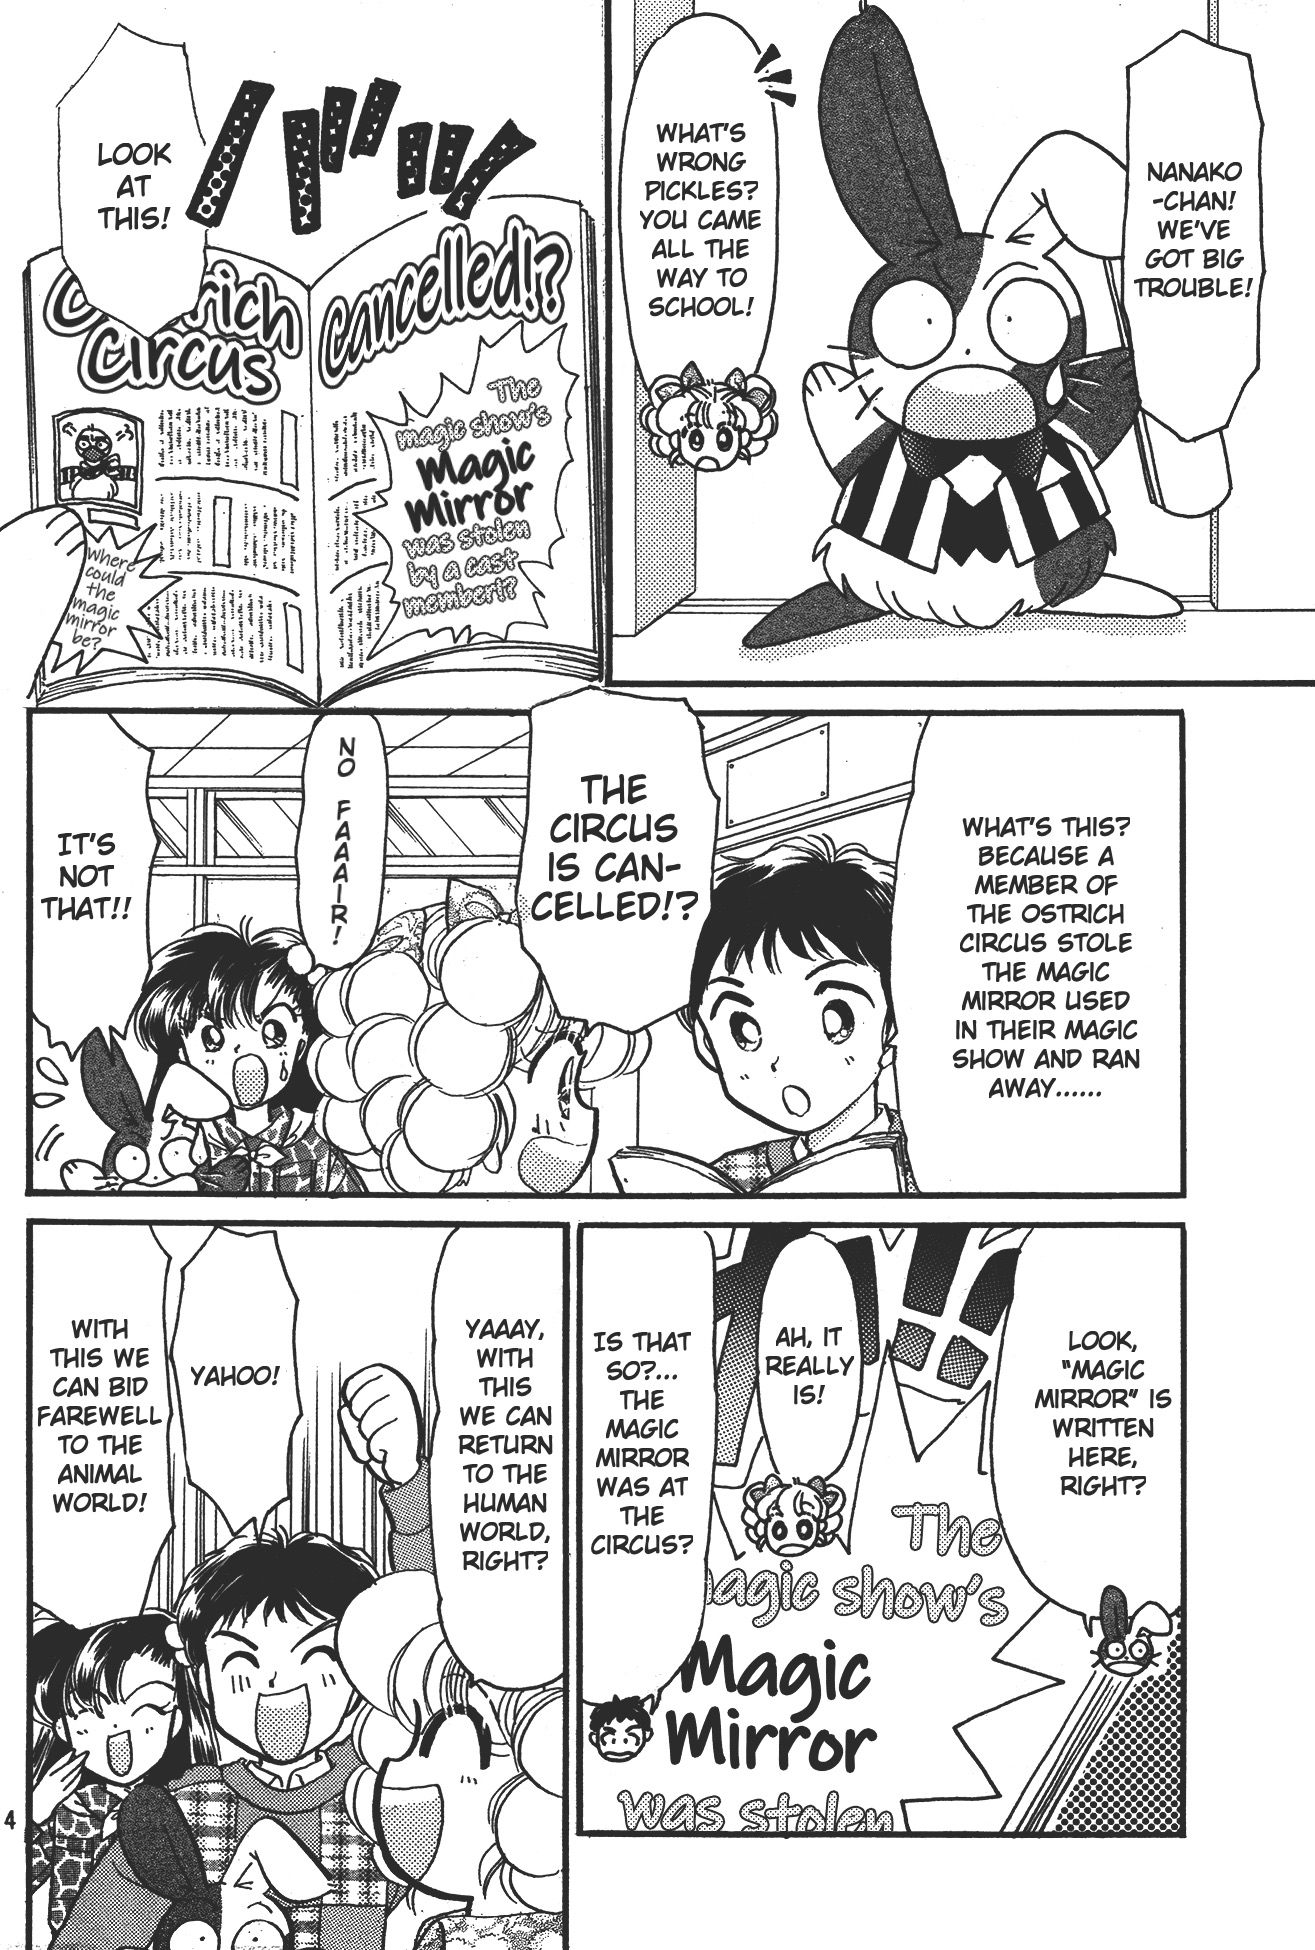 NANAKO
-CHAN!
WE'VE
GOT BIG
TROUBLE!
WHAT'S
WRONG
PICKLES?
YOU CAME
ALL THE
WAY TO
SCHOOL!
LOOK
AT
THIS!
バババッ
Circus
Cancelled!?
The
magic show's
Magic
Mirror
was stolen
by a cast
member!?
Where
could
the
magic
mirror
be?
WHAT'S THIS?
BECAUSE A
MEMBER OF
THE OSTRICH
CIRCUS STOLE
THE MAGIC
MIRROR USED
IN THEIR MAGIC
SHOW AND RAN
AWAY......
THE
CIRCUS
IS CAN-
CELLED!?
NO FAAAIR!
IT'S
NOT
THAT!!
LOOK,
"MAGIC
MIRROR" IS
WRITTEN
HERE,
RIGHT?
AH, IT
REALLY
IS!
IS THAT
SO?...
THE
MAGIC
MIRROR
WAS AT
THE
CIRCUS?
The
magic show's
Magic
Mirror
was stolen
YAAAY,
WITH
THIS
WE CAN
RETURN
TO THE
HUMAN
WORLD,
RIGHT?
YAHOO!
WITH
THIS WE
CAN BID
FAREWELL
TO THE
ANIMAL
WORLD!
4